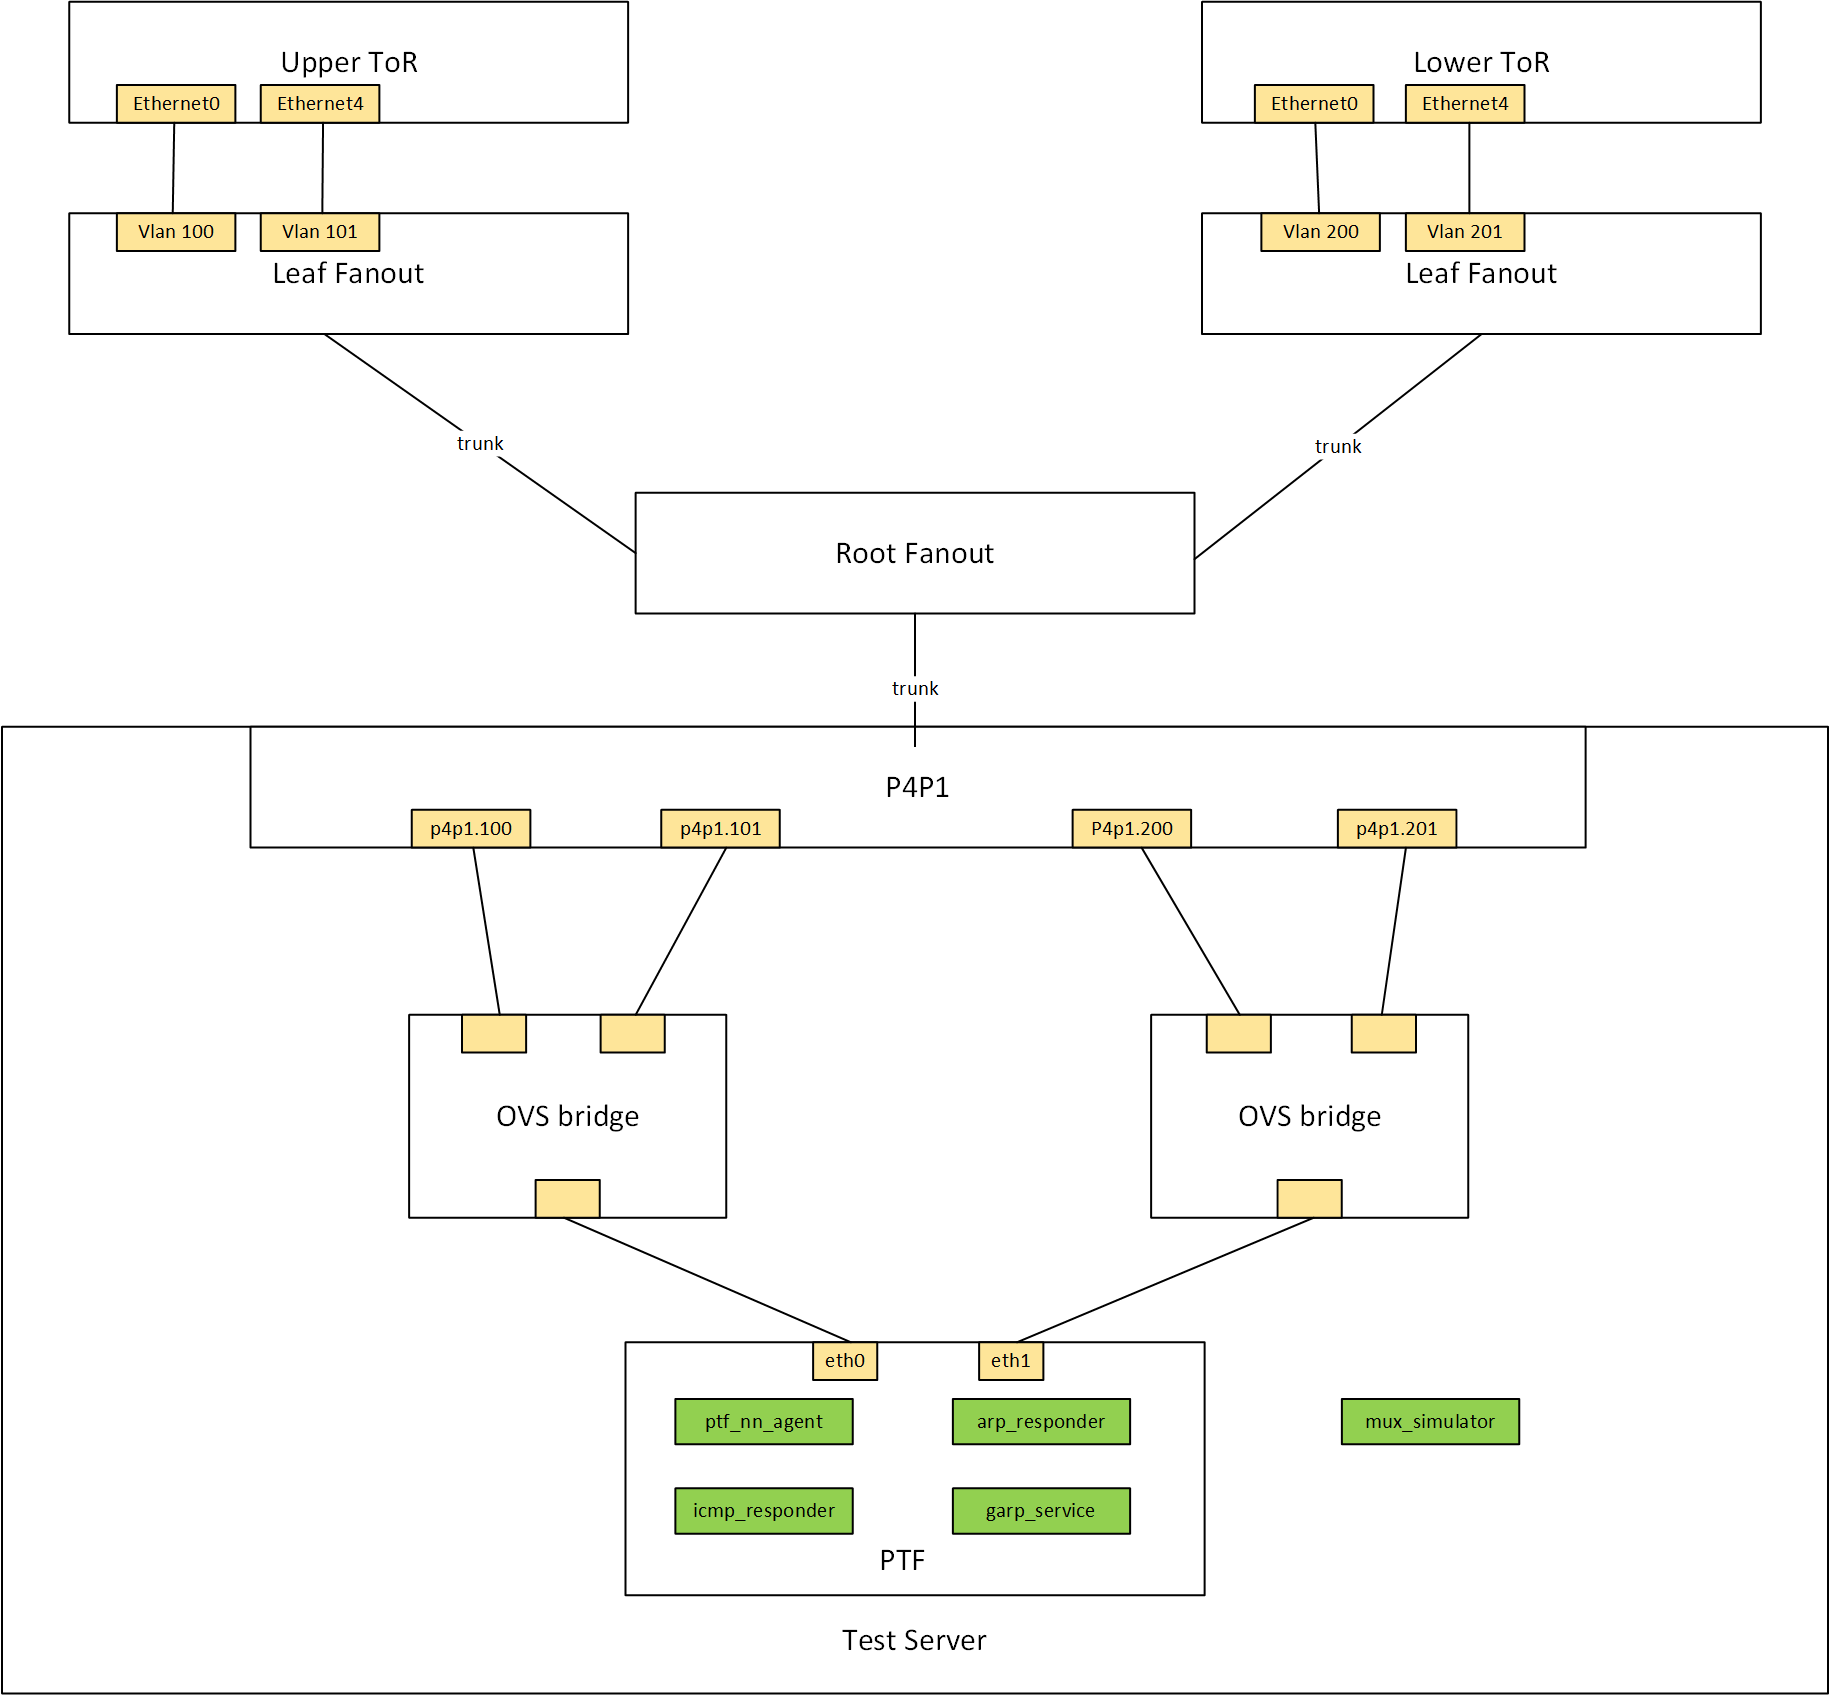 Upper ToR
Ethernet0
Ethernet4
Lower ToR
Ethernet0
Ethernet4
Vlan 100
Vlan 101
Leaf Fanout
Vlan 200
Vlan 201
Leaf Fanout
trunk
trunk
Root Fanout
trunk
P4P1
p4p1.100
p4p1.101
P4p1.200
p4p1.201
OVS bridge
OVS bridge
eth0
eth1
ptf_nn_agent
arp_responder
mux_simulator
icmp_responder
garp_service
PTF
Test Server